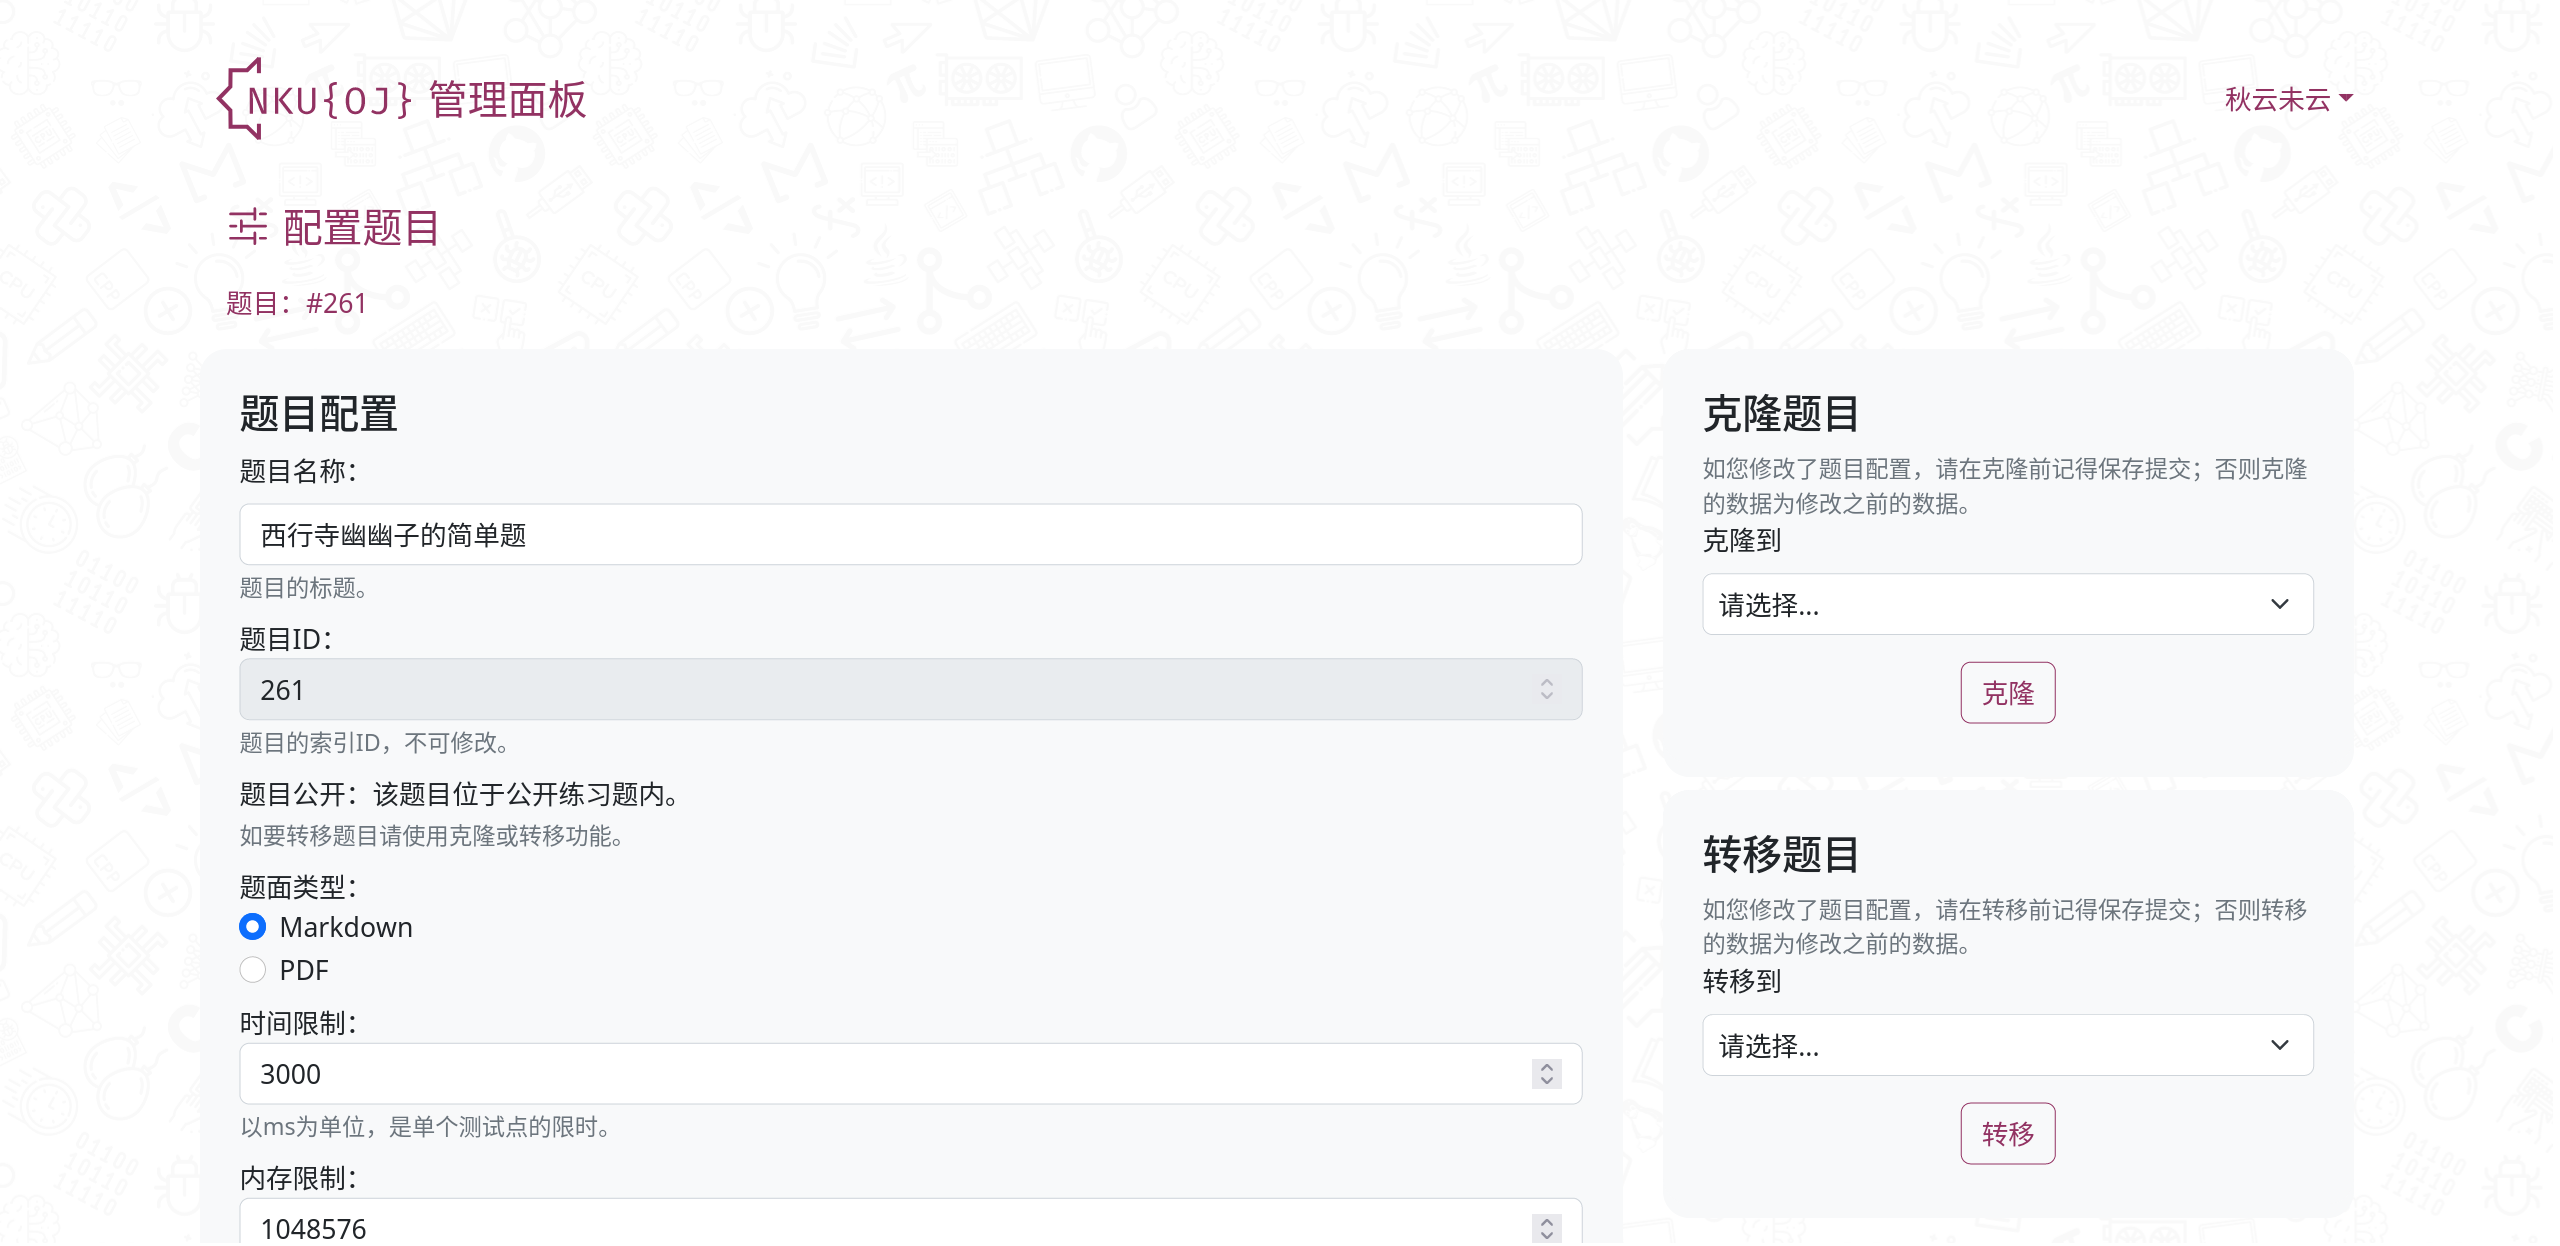 NKU{OJ} 管理面板
秋云未云
配置题目
题目：#261
题目配置
题目名称：
西行寺幽幽子的简单题
题目的标题。
题目ID：
261
题目的索引ID，不可修改。
题目公开：该题目位于公开练习题内。
如要转移题目请使用克隆或转移功能。
题面类型：
Markdown
PDF
时间限制：
3000
以ms为单位，是单个测试点的限时。
内存限制：
1048576
克隆题目
如您修改了题目配置，请在克隆前记得保存提交；否则克隆
的数据为修改之前的数据。
克隆到
请选择...
克隆
转移题目
如您修改了题目配置，请在转移前记得保存提交；否则转移
的数据为修改之前的数据。
转移到
请选择...
转移